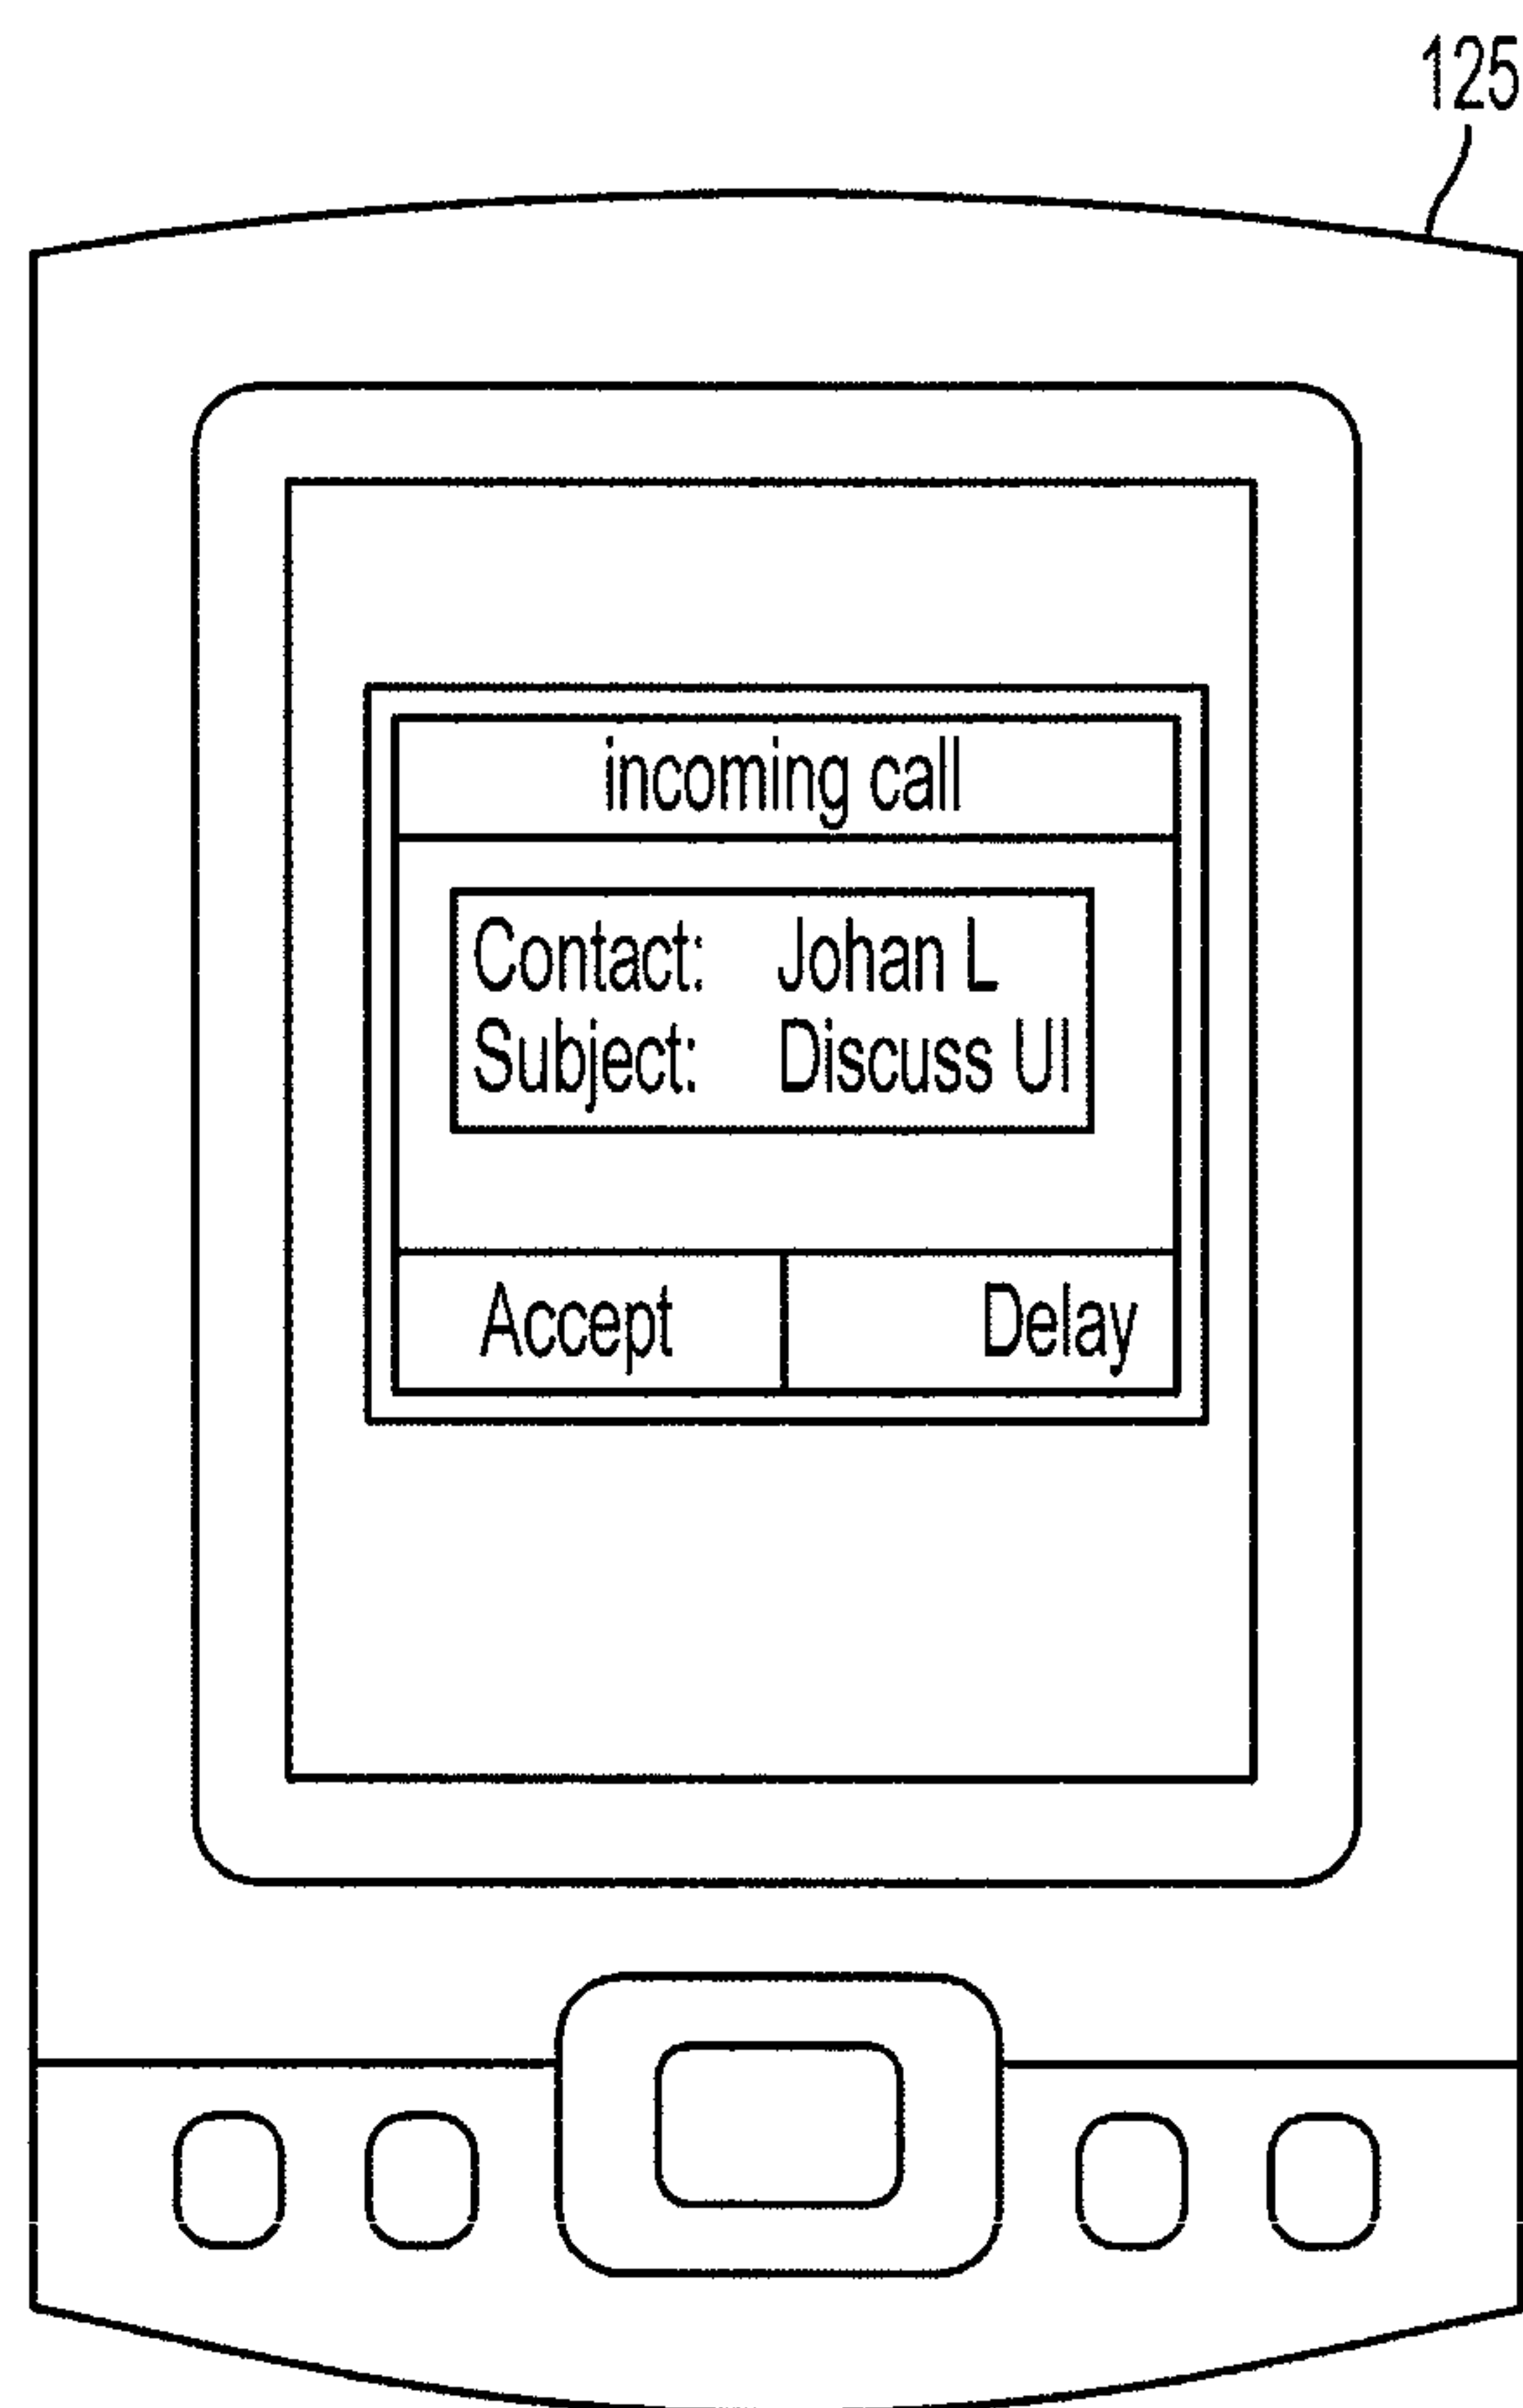 125
incoming call
Contact: Johan L
Subject: Discuss UI
Accept Delay